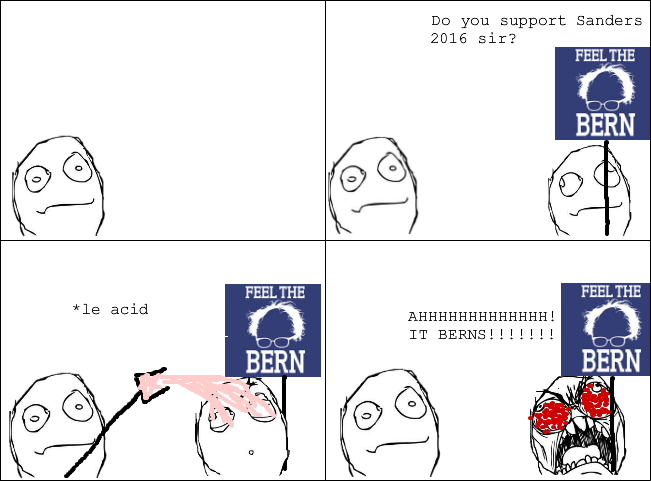 Do you support Sanders
2016 sir?
FEEL THE
BERN
*le acid
FEEL THE
BERN
AHHHHHHHHHHHHH!
IT BERNS!!!!!!!
FEEL THE
BERN